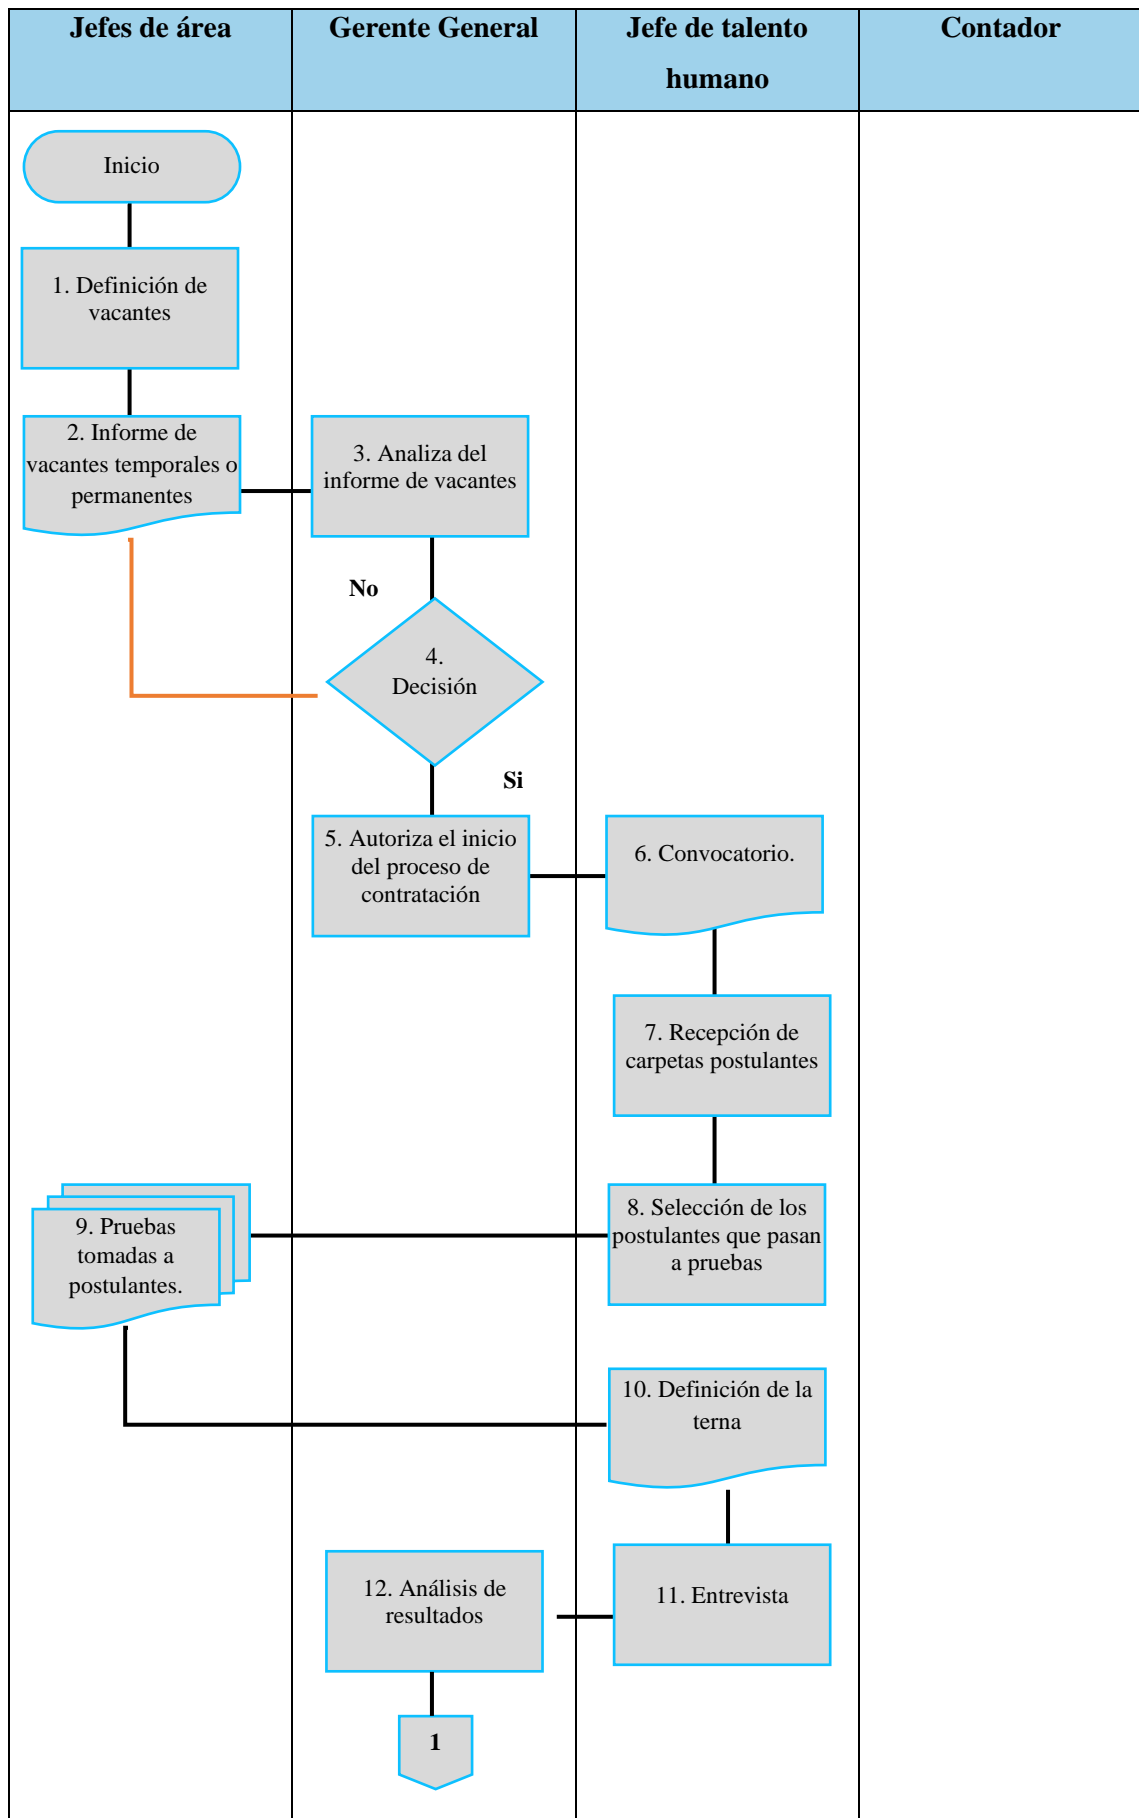 Jefes de área
Gerente General
Jefe de talento
humano
Contador
Inicio
1. Definición de
vacantes
2. Informe de
vacantes temporales o
permanentes
3. Analiza del
informe de vacantes
No
4.
Decisión
Si
5. Autoriza el inicio
del proceso de
contratación
6. Convocatorio.
7. Recepción de
carpetas postulantes
8. Selección de los
postulantes que pasan
a pruebas
9. Pruebas
tomadas a
postulantes.
10. Definición de la
terna
11. Entrevista
12. Análisis de
resultados
1